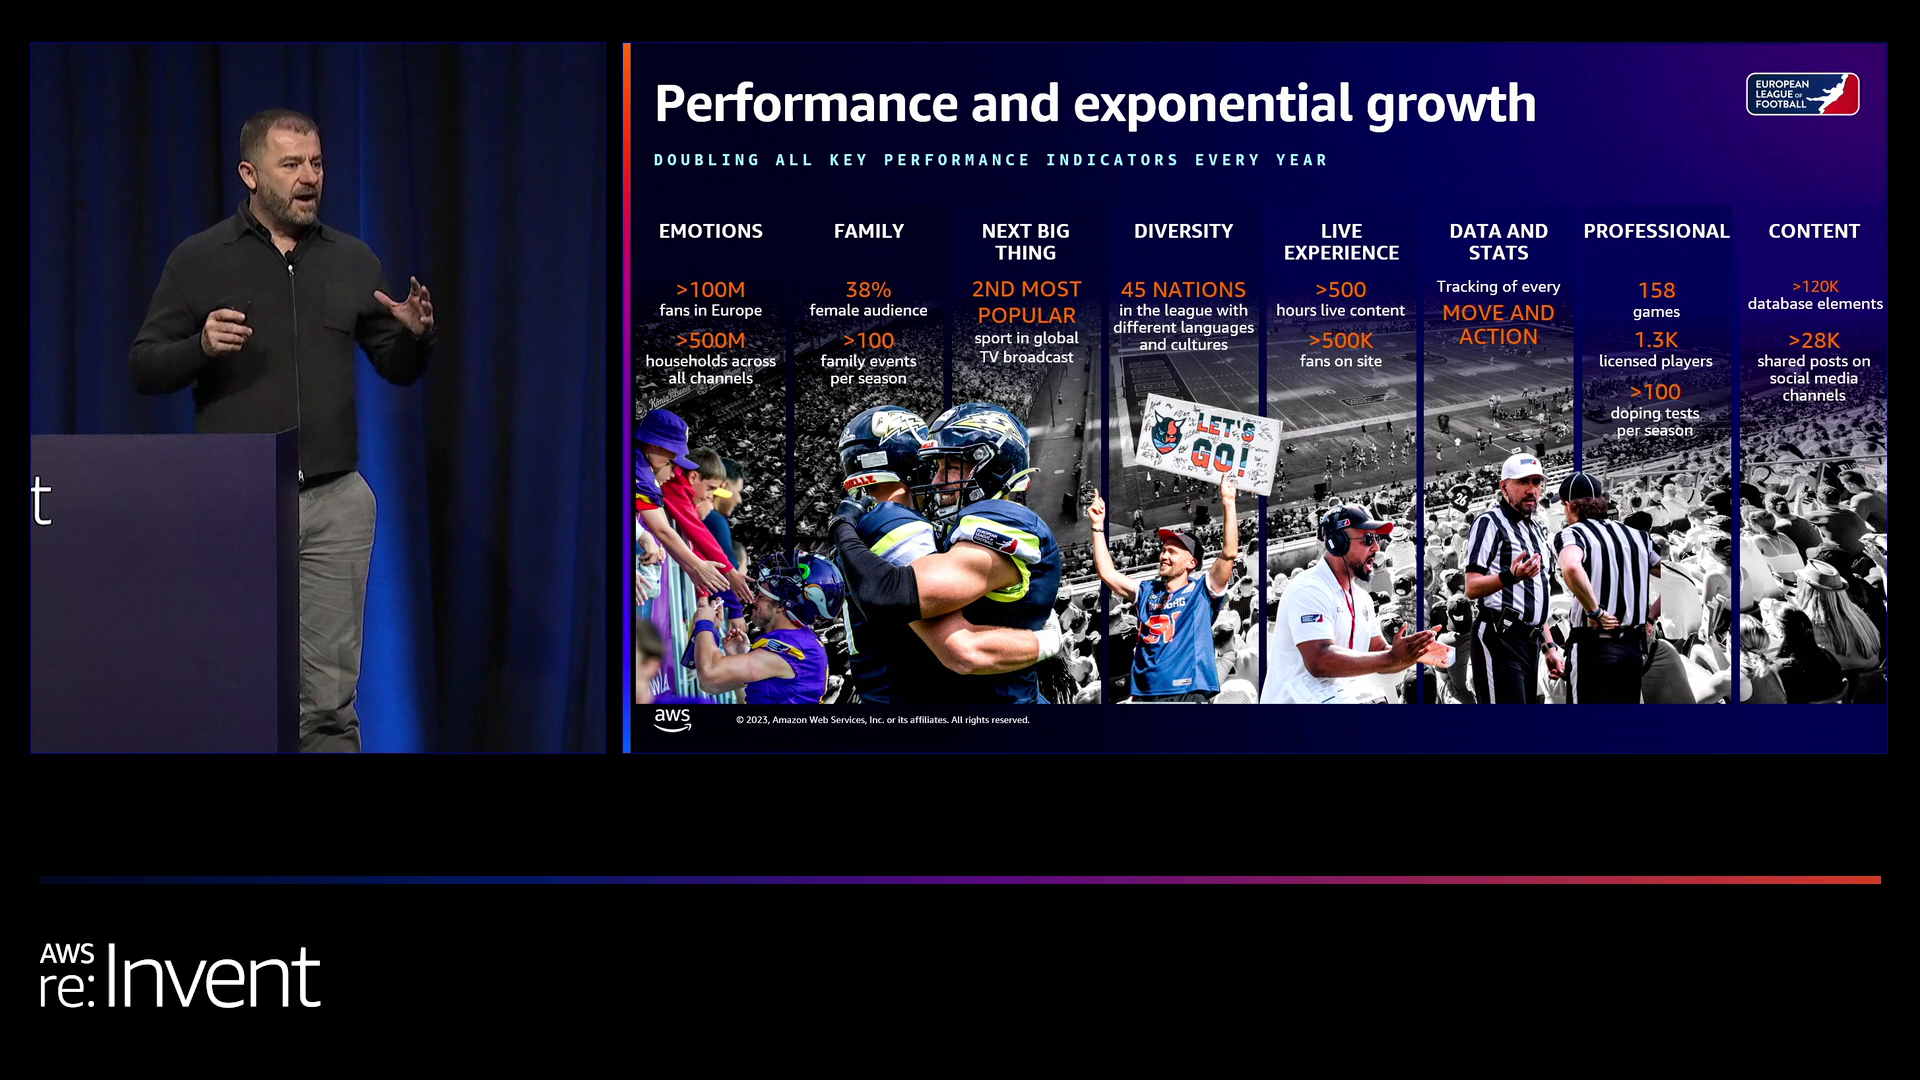 t
Performance and exponential growth
EUROPEAN
LEAGUE OF
FOOTBALL
DOUBLING ALL KEY PERFORMANCE INDICATORS EVERY YEAR
EMOTIONS
>100M
fans in Europe
>500M
households across
all channels
FAMILY
38%
female audience
>100
family events
per season
NEXT BIG
THING
2ND MOST
POPULAR
sport in global
TV broadcast
DIVERSITY
45 NATIONS
in the league with
different languages
and cultures
LIVE
EXPERIENCE
>500
hours live content
>500K
fans on site
DATA AND
STATS
Tracking of every
MOVE AND
ACTION
PROFESSIONAL
158
games
1.3K
licensed players
>100
doping tests
per season
CONTENT
>120K
database elements
>28K
shared posts on
social media
channels
LET'S
GO!
26
aws
© 2023, Amazon Web Services, Inc. or its affiliates. All rights reserved.
AWS
re:Invent